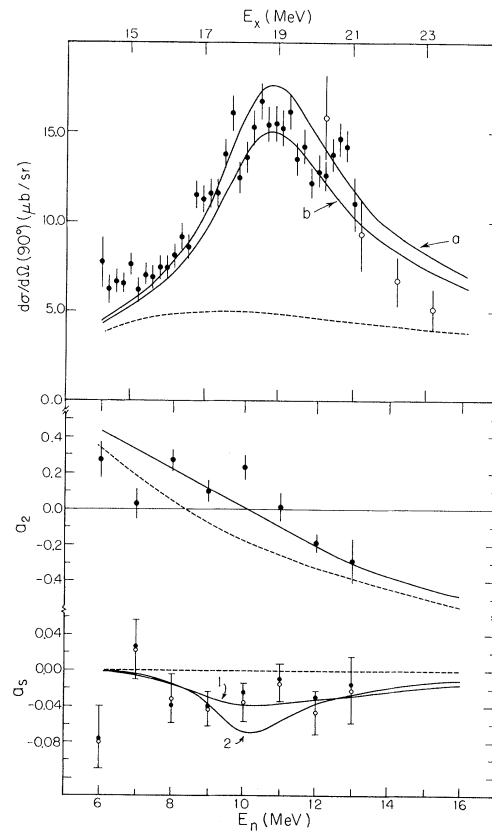 Eₓ (MeV)
15 17 19 21 23
dσ/dΩ (90°) (μb/sr)
15.0
10.0
5.0
0.0
a
b
a₂
0.4
0.2
0.0
-0.2
-0.4
aₛ
0.04
0.00
-0.04
-0.08
1
2
6 8 10 12 14 16
Eₙ (MeV)